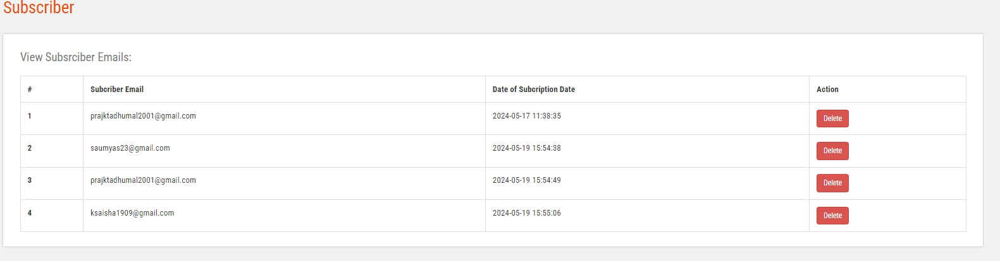 Subscriber
View Subsrciber Emails:
# Subcriber Email Date of Subcription Date Action
1 prajktadhumal2001@gmail.com 2024-05-17 11:38:35 Delete
2 saumyas23@gmail.com 2024-05-19 15:54:38 Delete
3 prajktadhumal2001@gmail.com 2024-05-19 15:54:49 Delete
4 ksaisha1909@gmail.com 2024-05-19 15:55:06 Delete